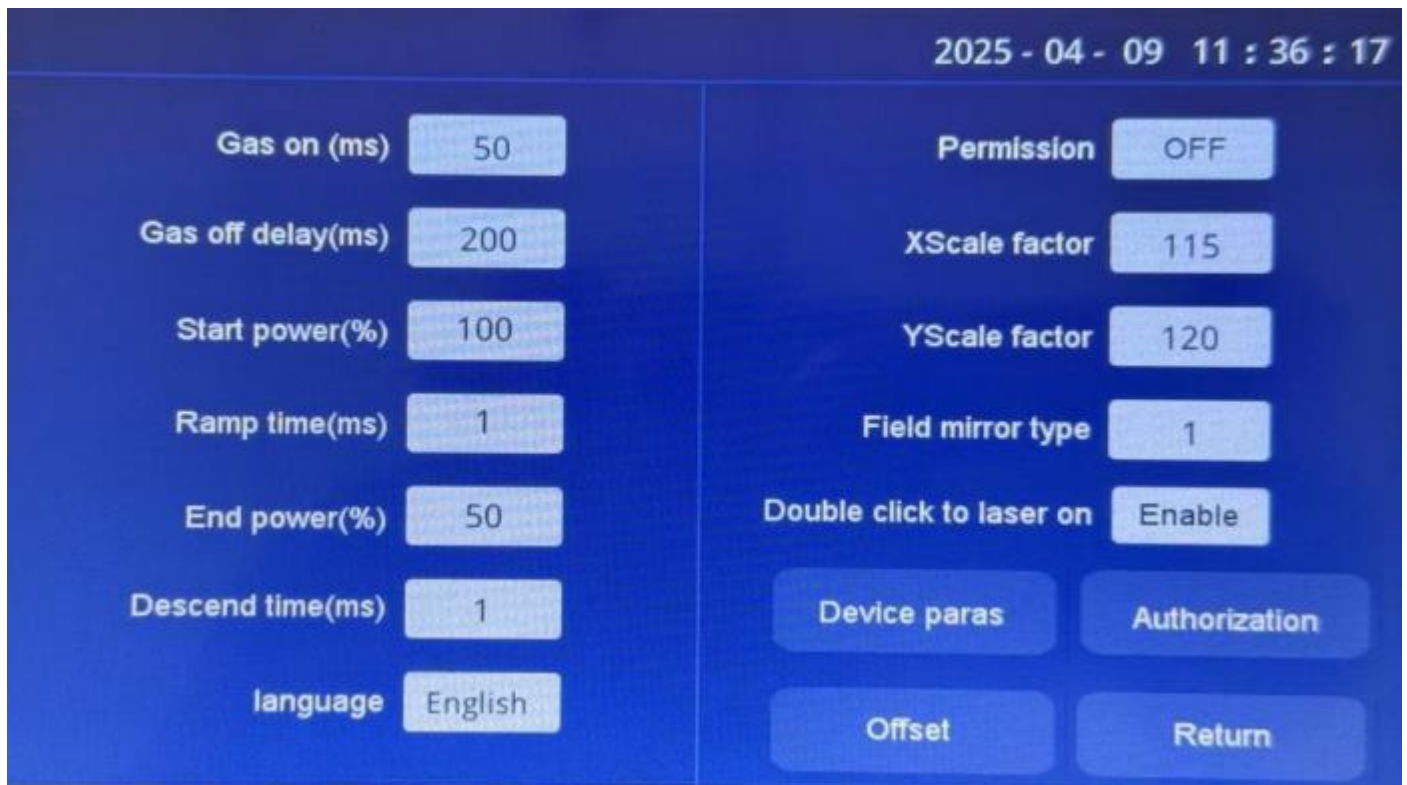 2025 - 04 - 09 11 : 36 : 17
Gas on (ms) 50
Gas off delay(ms) 200
Start power(%) 100
Ramp time(ms) 1
End power(%) 50
Descend time(ms) 1
language English
Permission OFF
XScale factor 115
YScale factor 120
Field mirror type 1
Double click to laser on Enable
Device paras Authorization
Offset Return